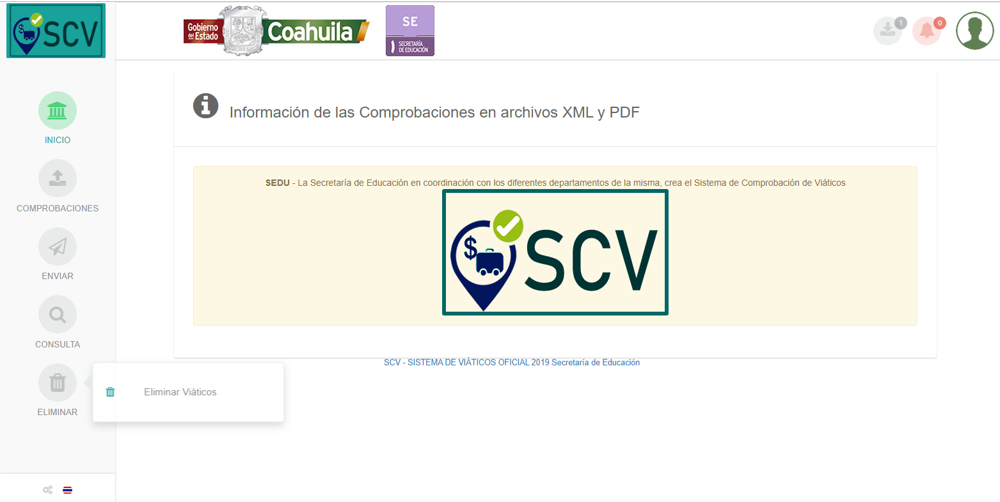 SCV
Gobierno
del Estado
Coahuila
SE
SECRETARÍA
DE EDUCACIÓN
1
0
INICIO
COMPROBACIONES
ENVIAR
CONSULTA
ELIMINAR
Eliminar Viáticos
Información de las Comprobaciones en archivos XML y PDF
SEDU - La Secretaría de Educación en coordinación con los diferentes departamentos de la misma, crea el Sistema de Comprobación de Viáticos
$
SCV
SCV - SISTEMA DE VIÁTICOS OFICIAL 2019 Secretaría de Educación